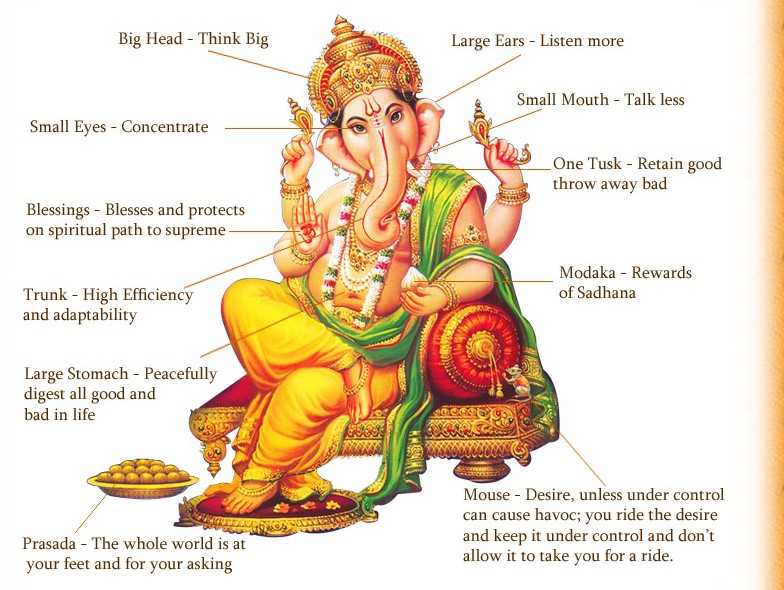 Big Head - Think Big
Large Ears - Listen more
Small Mouth - Talk less
Small Eyes - Concentrate
One Tusk - Retain good
throw away bad
Blessings - Blesses and protects
on spiritual path to supreme
Modaka - Rewards
of Sadhana
Trunk - High Efficiency
and adaptability
Large Stomach - Peacefully
digest all good and
bad in life
Mouse - Desire, unless under control
can cause havoc; you ride the desire
and keep it under control and don't
allow it to take you for a ride.
Prasada - The whole world is at
your feet and for your asking
ॐ